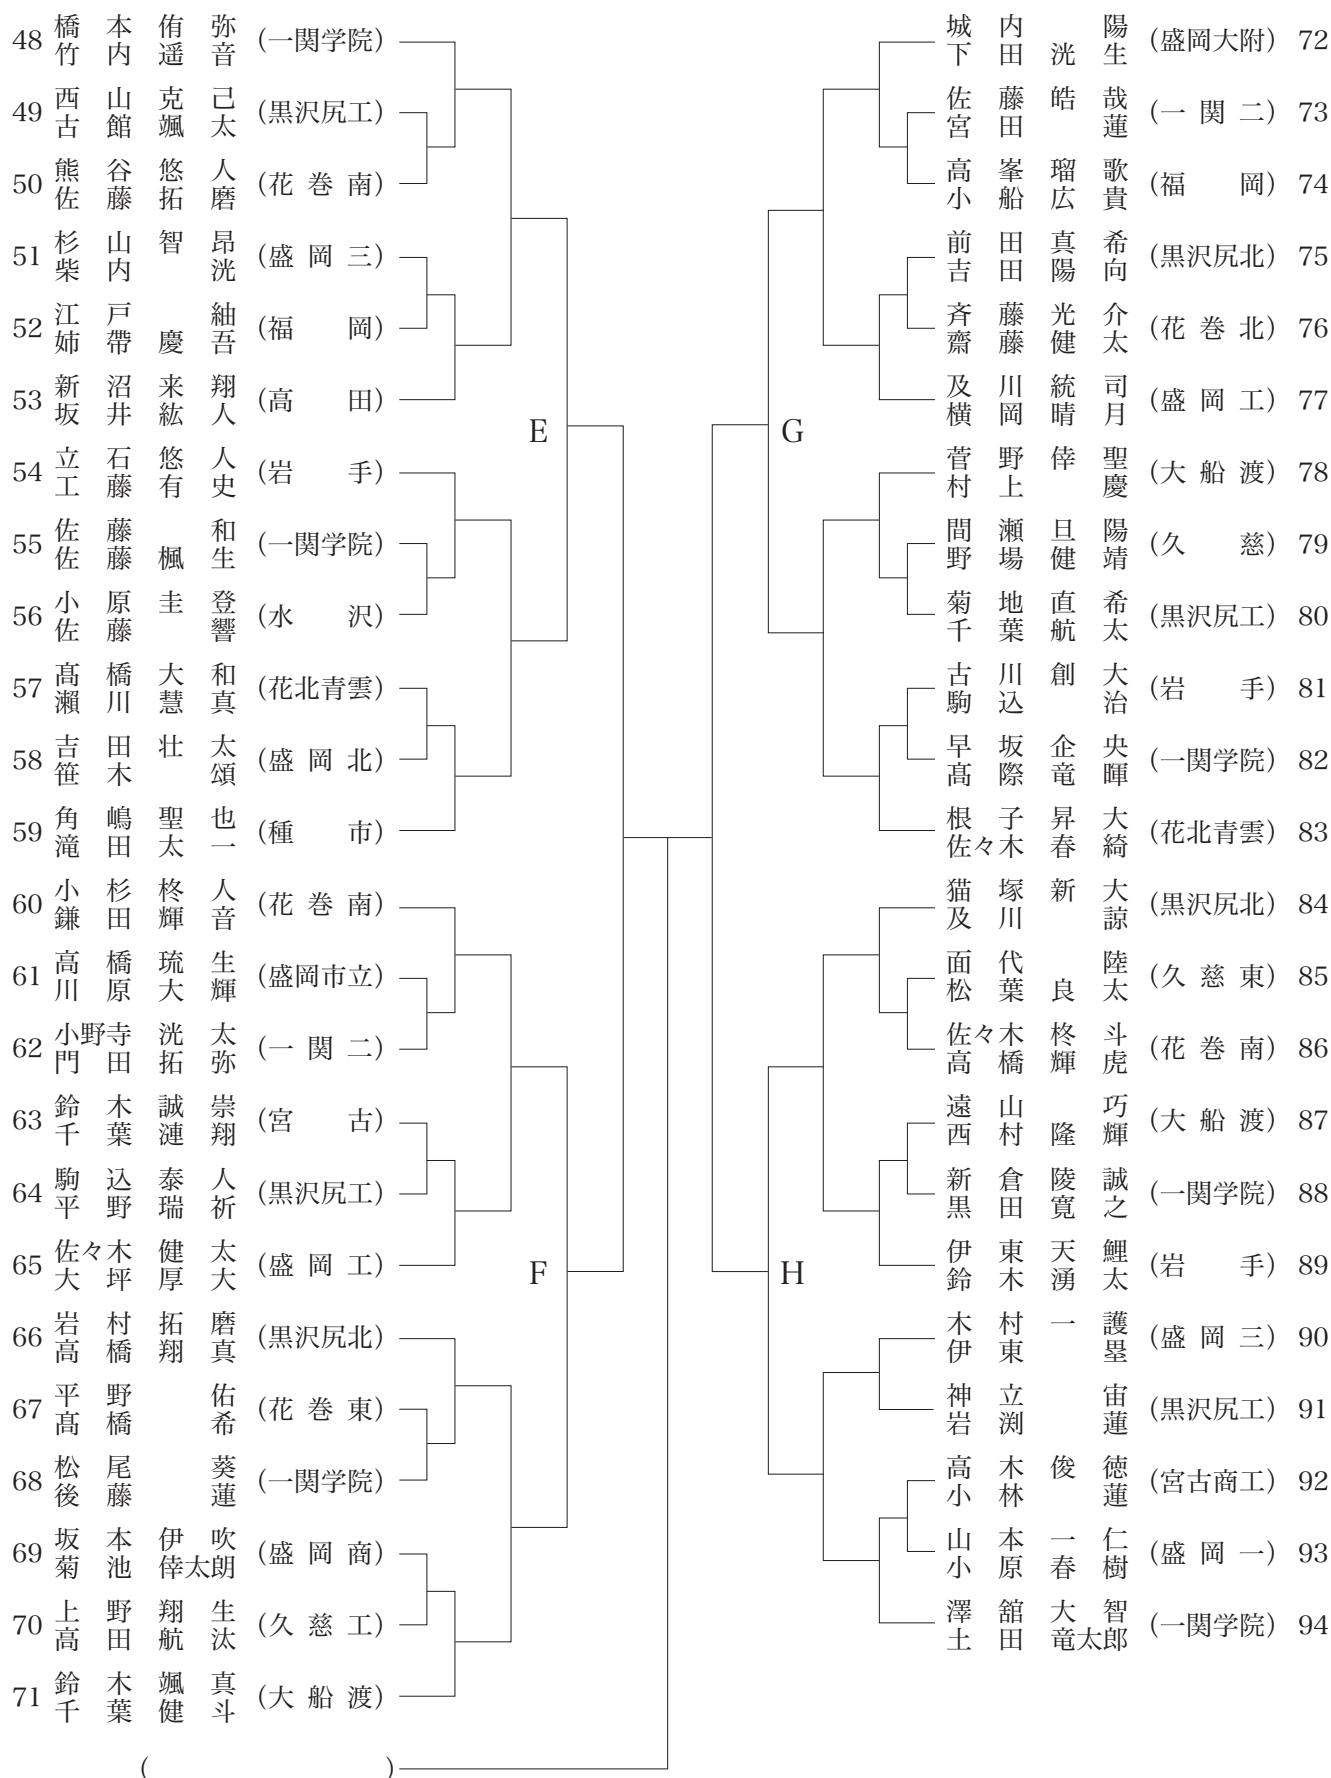 48 橋本侑弥 (一関学院)
竹内遥音
49 西山克己 (黒沢尻工)
古舘颯太
50 熊谷悠人 (花巻南)
佐藤拓磨
51 杉山智昂 (盛岡三)
柴内洸
52 江戸紬 (福岡)
姉帶慶吾
53 新沼来翔 (高田)
坂井紘人
E
54 立石悠人 (岩手)
工藤有史
55 佐藤和 (一関学院)
佐藤楓生
56 小原圭登 (水沢)
佐藤響
57 髙橋大和 (花北青雲)
瀬川慧真
58 吉田壮太 (盛岡北)
笹木頌
59 角嶋聖也 (種市)
滝田太一
60 小杉柊人 (花巻南)
鎌田輝音
61 高橋琉生 (盛岡市立)
川原大輝
62 小野寺洸太 (一関二)
門田拓弥
63 鈴木誠崇 (宮古)
千葉漣翔
64 駒込泰人 (黒沢尻工)
平野瑞祈
65 佐々木健太 (盛岡工)
大坪厚大
F
66 岩村拓磨 (黒沢尻北)
高橋翔真
67 平野佑 (花巻東)
髙橋希
68 松尾葵 (一関学院)
後藤蓮
69 坂本伊吹 (盛岡商)
菊池倖太朗
70 上野翔生 (久慈工)
高田航汰
71 鈴木颯真 (大船渡)
千葉健斗
( )
城内陽 (盛岡大附) 72
下田洸生
佐藤皓哉 (一関二) 73
宮田蓮
高峯瑠歌 (福岡) 74
小船広貴
前田真希 (黒沢尻北) 75
吉田陽向
斉藤光介 (花巻北) 76
齋藤健太
及川統司 (盛岡工) 77
横岡晴月
G
菅野倖聖 (大船渡) 78
村上慶
間瀬旦陽 (久慈) 79
野場健靖
菊地直希 (黒沢尻工) 80
千葉航太
古川創大 (岩手) 81
駒込治
早坂企央 (一関学院) 82
髙際竜暉
根子昇大 (花北青雲) 83
佐々木春綺
猫塚新大 (黒沢尻北) 84
及川諒
面代陸 (久慈東) 85
松葉良太
佐々木柊斗 (花巻南) 86
高橋輝虎
遠山巧 (大船渡) 87
西村隆輝
新倉陵誠 (一関学院) 88
黒田寛之
伊東天鯉 (岩手) 89
鈴木湧太
H
木村一護 (盛岡三) 90
伊東塁
神立宙 (黒沢尻工) 91
岩渕蓮
高木俊徳 (宮古商工) 92
小林蓮
山本一仁 (盛岡一) 93
小原春樹
澤舘大智 (一関学院) 94
土田竜太郎